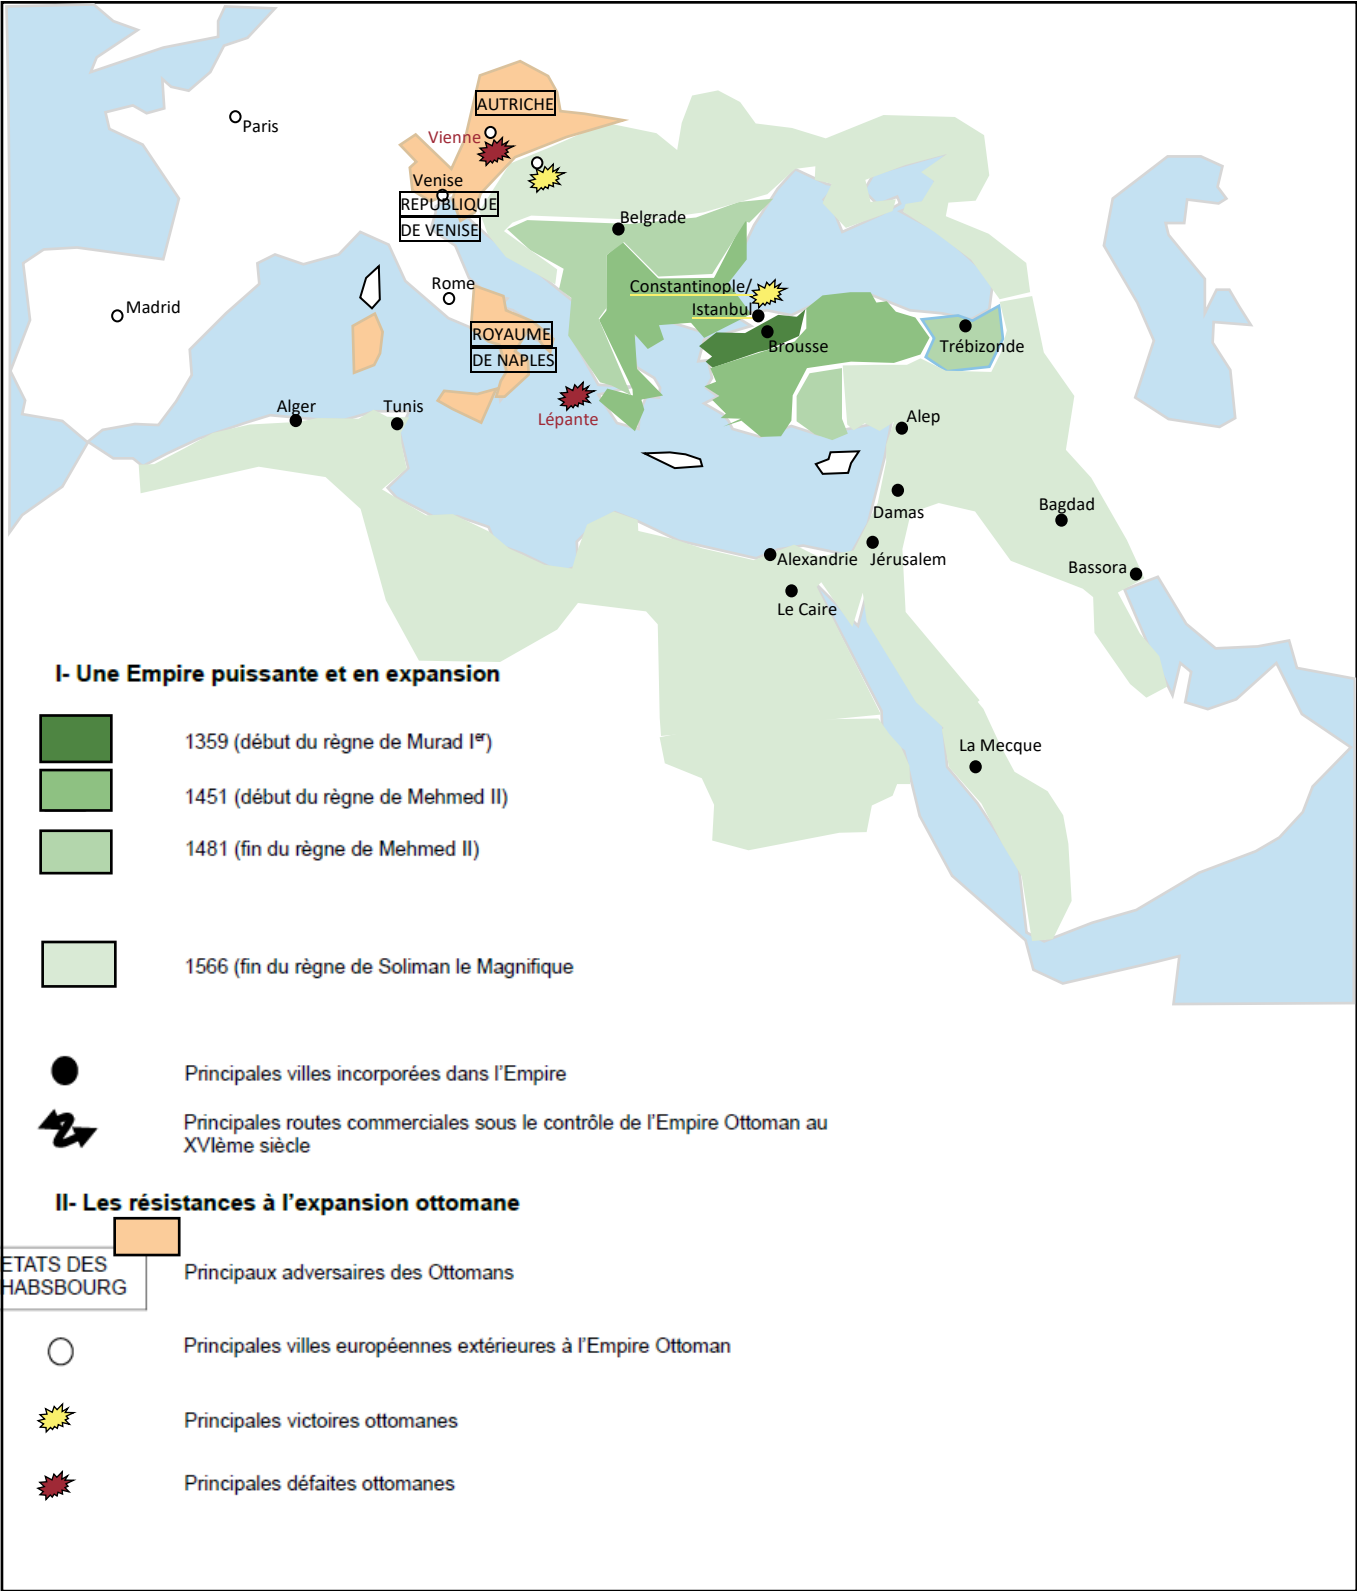 AUTRICHE
Paris
Vienne
Venise
REPUBLIQUE
DE VENISE
Belgrade
Rome
Madrid
Constantinople/
Istanbul
ROYAUME
DE NAPLES
Brousse
Trébizonde
Alger
Tunis
Lépante
Alep
Damas
Bagdad
Alexandrie
Jérusalem
Bassora
Le Caire
La Mecque
I- Une Empire puissante et en expansion
1359 (début du règne de Murad Ier)
1451 (début du règne de Mehmed II)
1481 (fin du règne de Mehmed II)
1566 (fin du règne de Soliman le Magnifique
Principales villes incorporées dans l'Empire
Principales routes commerciales sous le contrôle de l'Empire Ottoman au
XVIème siècle
II- Les résistances à l'expansion ottomane
ETATS DES
HABSBOURG
Principaux adversaires des Ottomans
Principales villes européennes extérieures à l'Empire Ottoman
Principales victoires ottomanes
Principales défaites ottomanes